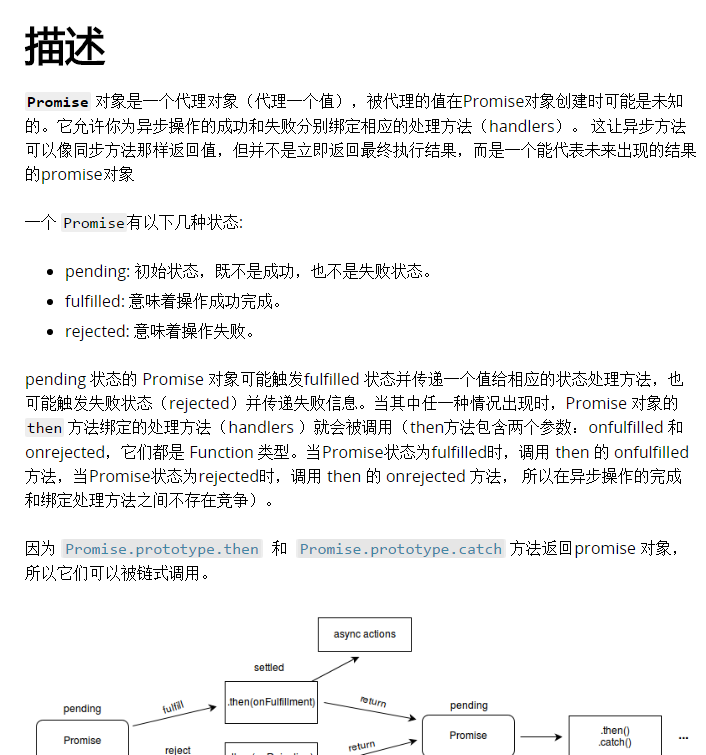 描述
Promise 对象是一个代理对象（代理一个值），被代理的值在Promise对象创建时可能是未知
的。它允许你为异步操作的成功和失败分别绑定相应的处理方法（handlers）。 这让异步方法
可以像同步方法那样返回值，但并不是立即返回最终执行结果，而是一个能代表未来出现的结果
的promise对象
一个 Promise有以下几种状态:
pending: 初始状态，既不是成功，也不是失败状态。
fulfilled: 意味着操作成功完成。
rejected: 意味着操作失败。
pending 状态的 Promise 对象可能触发fulfilled 状态并传递一个值给相应的状态处理方法，也
可能触发失败状态（rejected）并传递失败信息。当其中任一种情况出现时，Promise 对象的
then 方法绑定的处理方法（handlers ）就会被调用（then方法包含两个参数：onfulfilled 和
onrejected，它们都是 Function 类型。当Promise状态为fulfilled时，调用 then 的 onfulfilled
方法，当Promise状态为rejected时，调用 then 的 onrejected 方法， 所以在异步操作的完成
和绑定处理方法之间不存在竞争）。
因为 Promise.prototype.then 和 Promise.prototype.catch 方法返回promise 对象，
所以它们可以被链式调用。
async actions
settled
.then(onFulfillment)
return
pending
fulfill
pending
Promise
Promise
.then()
.catch()
...
reject
return